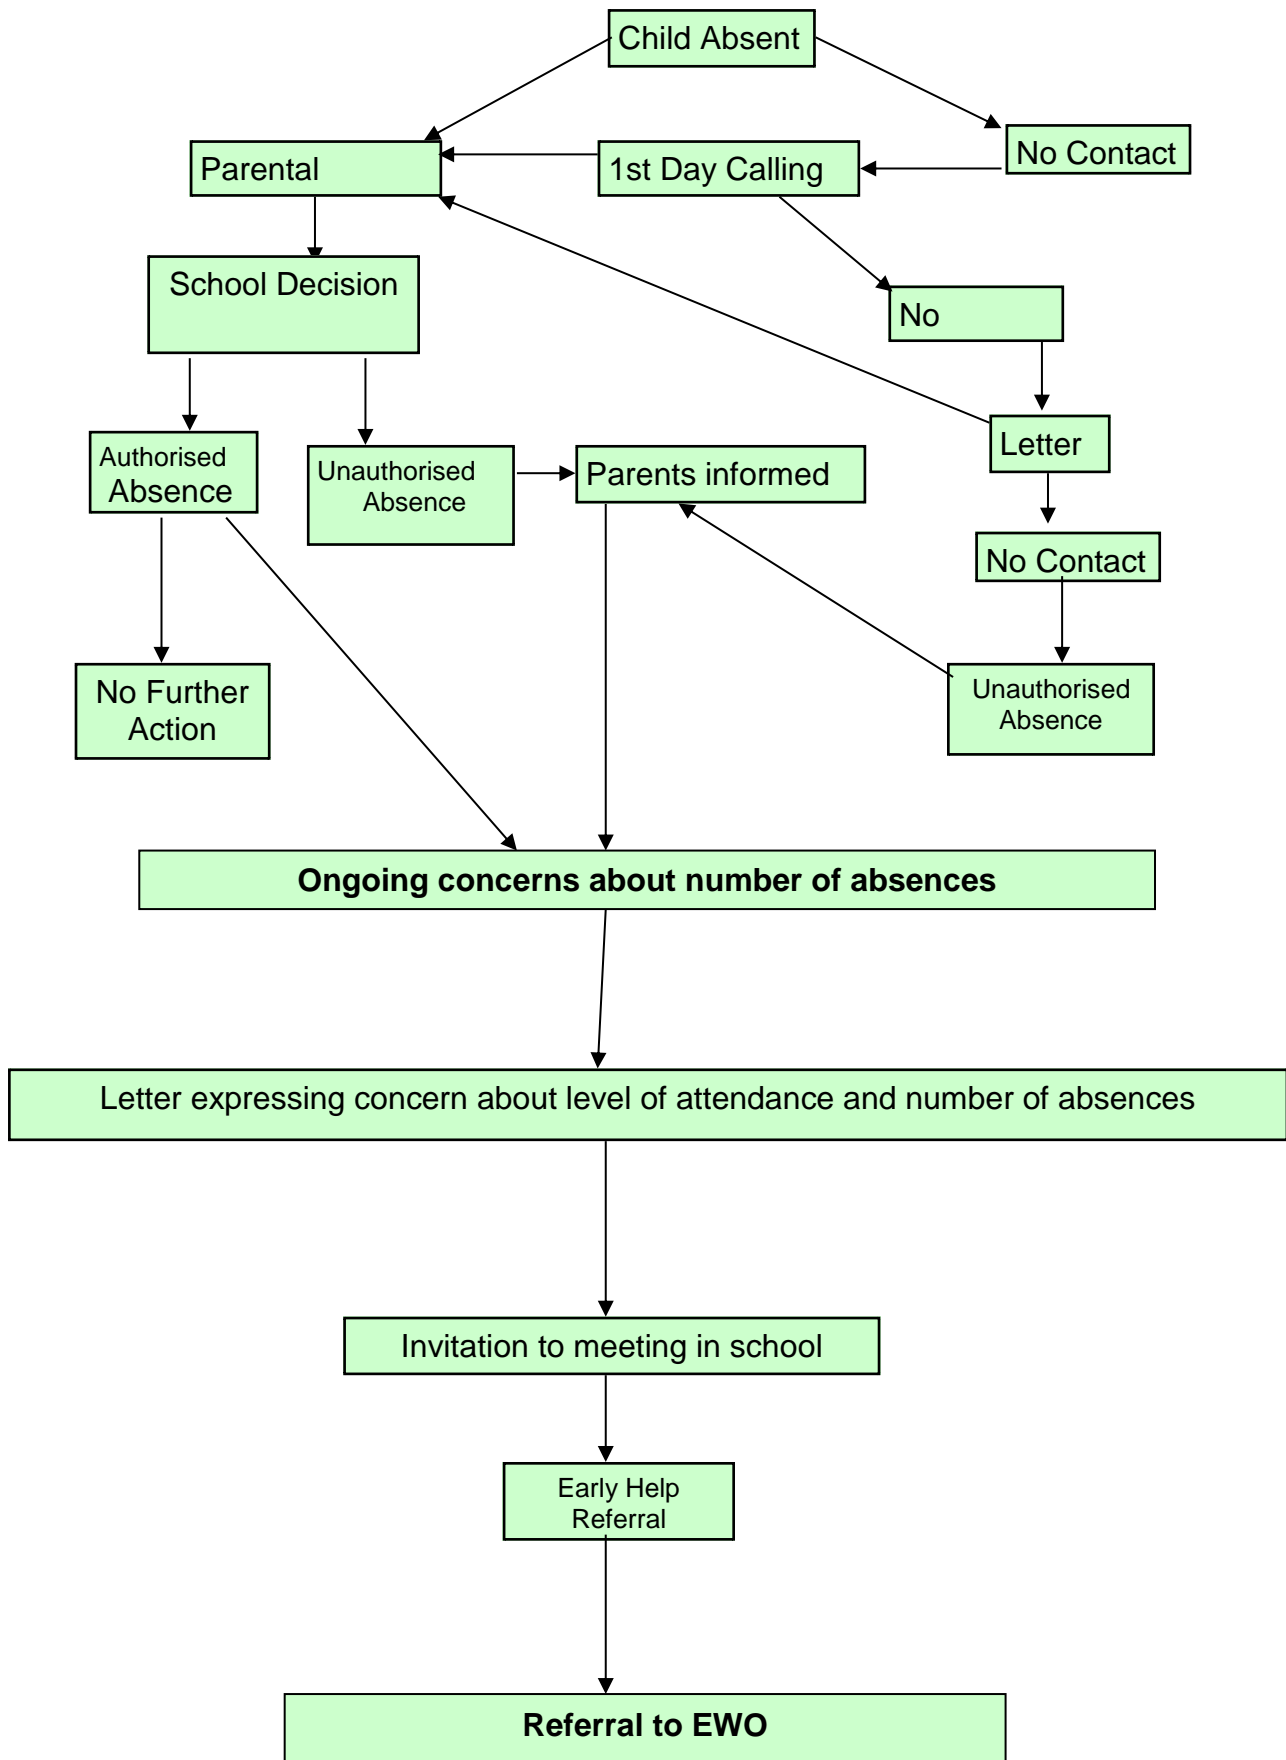 Child Absent
No Contact
Parental
1st Day Calling
School Decision
No
Letter
Authorised
Absence
Unauthorised
Absence
Parents informed
No Contact
No Further
Action
Unauthorised
Absence
Ongoing concerns about number of absences
Letter expressing concern about level of attendance and number of absences
Invitation to meeting in school
Early Help
Referral
Referral to EWO